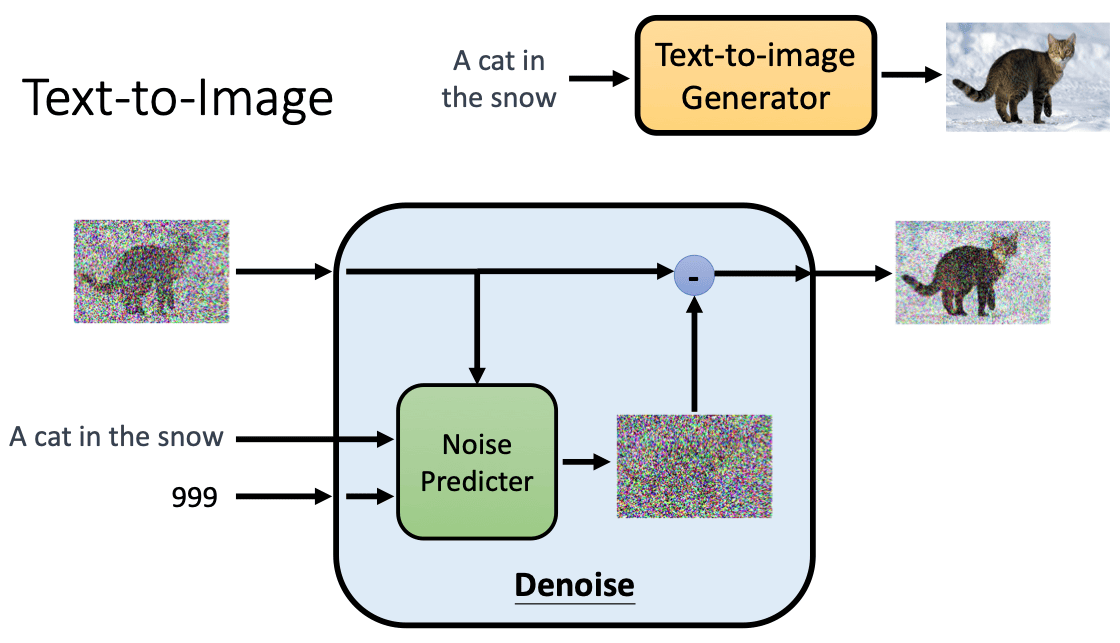 Text-to-Image
A cat in
the snow
Text-to-image
Generator
-
A cat in the snow
999
Noise
Predicter
Denoise